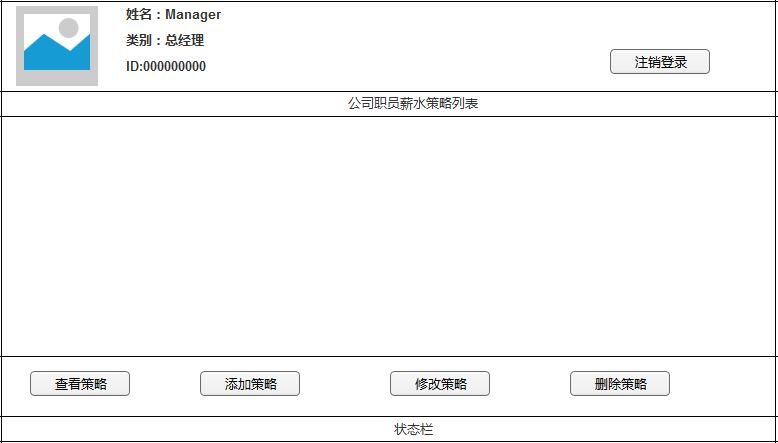 姓名：Manager
类别：总经理
ID:000000000
注销登录
公司职员薪水策略列表
查看策略 添加策略 修改策略 删除策略
状态栏